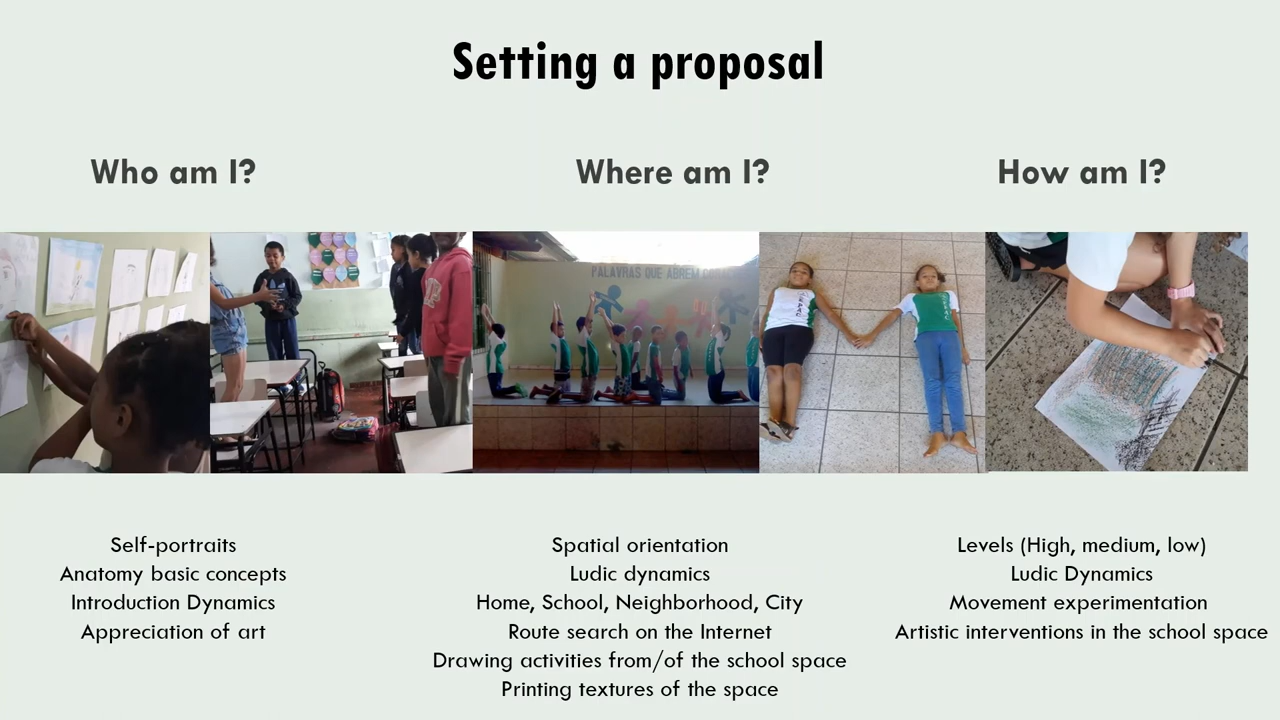 Setting a proposal
Who am I?
Where am I?
How am I?
PALAVRAS QUE ABREM
Self-portraits
Anatomy basic concepts
Introduction Dynamics
Appreciation of art
Spatial orientation
Ludic dynamics
Home, School, Neighborhood, City
Route search on the Internet
Drawing activities from/of the school space
Printing textures of the space
Levels (High, medium, low)
Ludic Dynamics
Movement experimentation
Artistic interventions in the school space